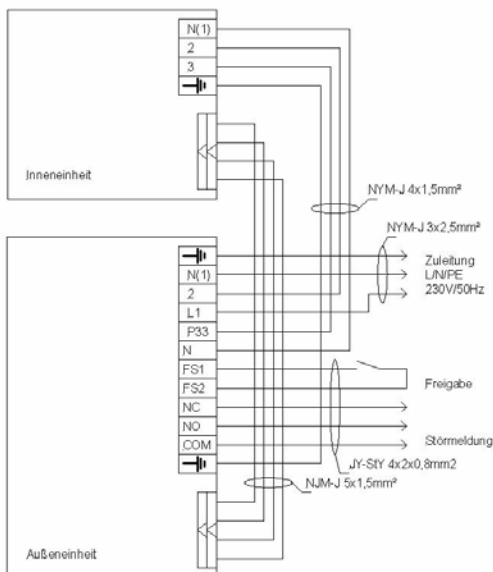 N(1)
2
3
Inneneinheit
NYM-J 4x1,5mm²
NYM-J 3x2,5mm²
N(1)
2
L1
P33
N
FS1
FS2
NC
NO
COM
Zuleitung
L/N/PE
230V/50Hz
Freigabe
Störmeldung
JY-StY 4x2x0,8mm2
NJM-J 5x1,5mm²
Außeneinheit